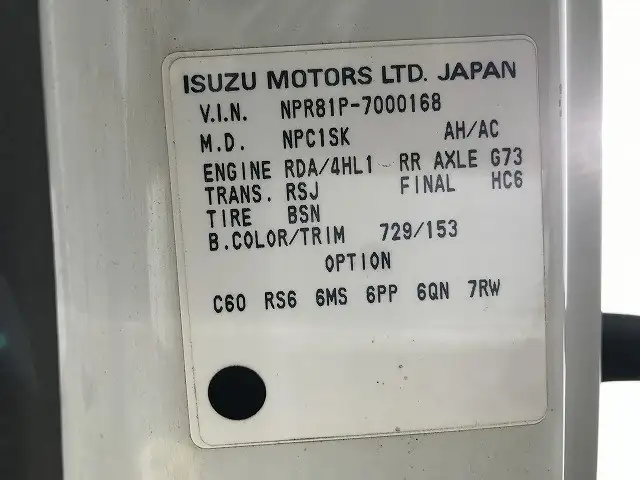 ISUZU MOTORS LTD. JAPAN
V.I.N. NPR81P-7000168
M.D. NPC1SK AH/AC
ENGINE RDA/4HL1 RR AXLE G73
TRANS. RSJ FINAL HC6
TIRE BSN
B.COLOR/TRIM 729/153
OPTION
C60 RS6 6MS 6PP 6QN 7RW